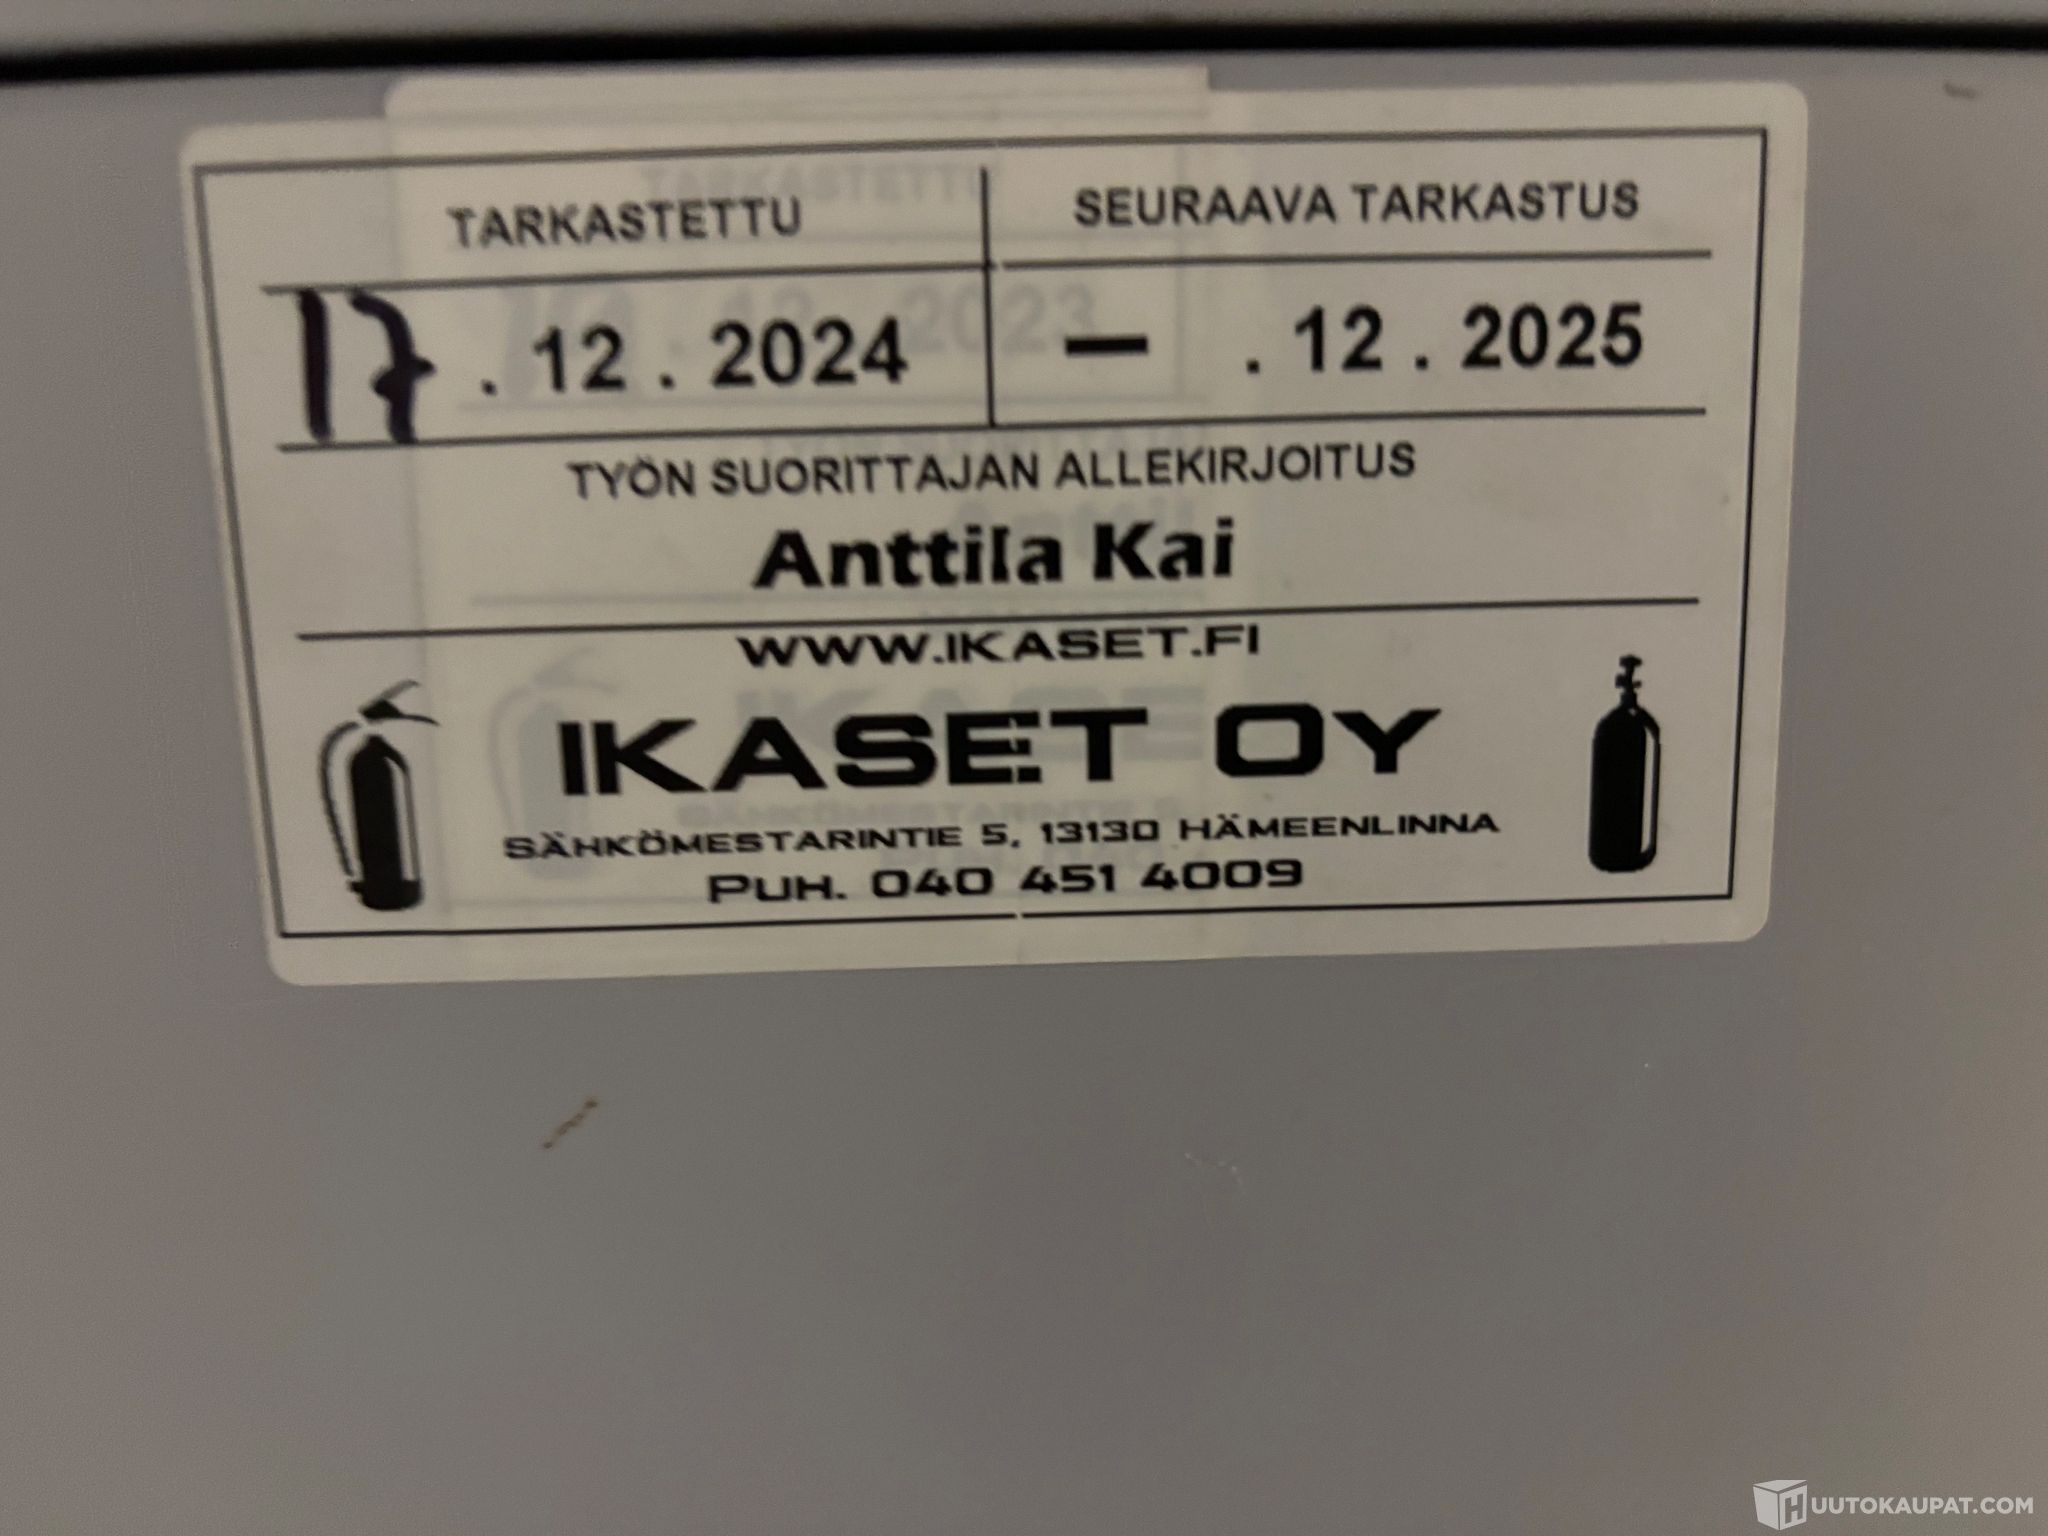 TARKASTETTU SEURAAVA TARKASTUS
17 . 12 . 2024 — . 12 . 2025
TYÖN SUORITTAJAN ALLEKIRJOITUS
Anttila Kai
WWW.IKASET.FI
IKASET OY
SÄHKÖMESTARINTIE 5, 13130 HÄMEENLINNA
PUH. 040 451 4009
HUUTOKAUPAT.COM